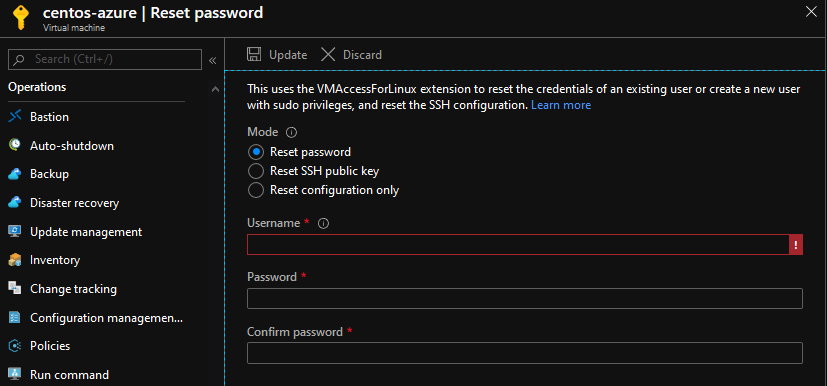 centos-azure | Reset password
Virtual machine
Search (Ctrl+/)
«
Operations
Bastion
Auto-shutdown
Backup
Disaster recovery
Update management
Inventory
Change tracking
Configuration managemen...
Policies
Run command
Update
Discard
This uses the VMAccessForLinux extension to reset the credentials of an existing user or create a new user
with sudo privileges, and reset the SSH configuration. Learn more
Mode
Reset password
Reset SSH public key
Reset configuration only
Username *
!
Password *
Confirm password *